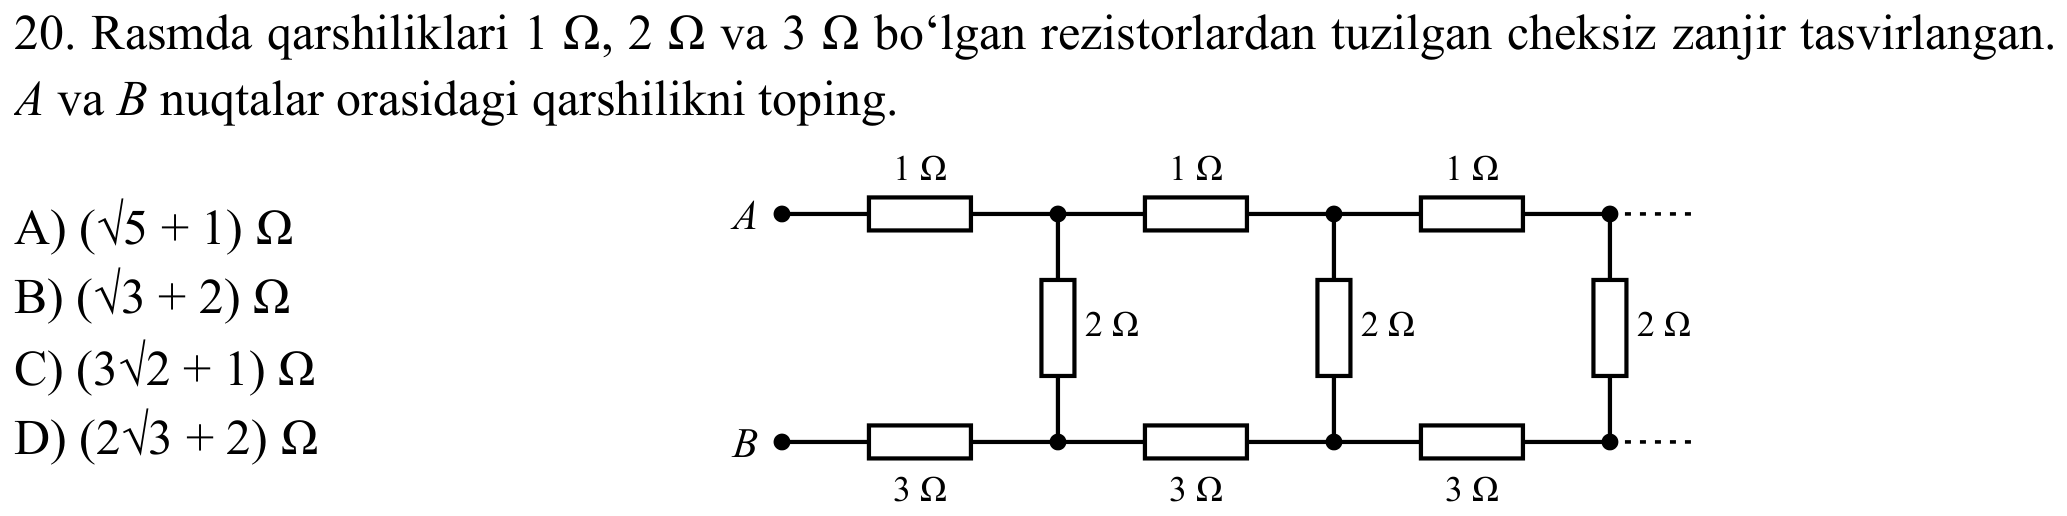 20. Rasmda qarshiliklari 1 Ω, 2 Ω va 3 Ω bo‘lgan rezistorlardan tuzilgan cheksiz zanjir tasvirlangan.
A va B nuqtalar orasidagi qarshilikni toping.
A) (√5 + 1) Ω
B) (√3 + 2) Ω
C) (3√2 + 1) Ω
D) (2√3 + 2) Ω
1 Ω 1 Ω 1 Ω
A
2 Ω 2 Ω 2 Ω
B
3 Ω 3 Ω 3 Ω